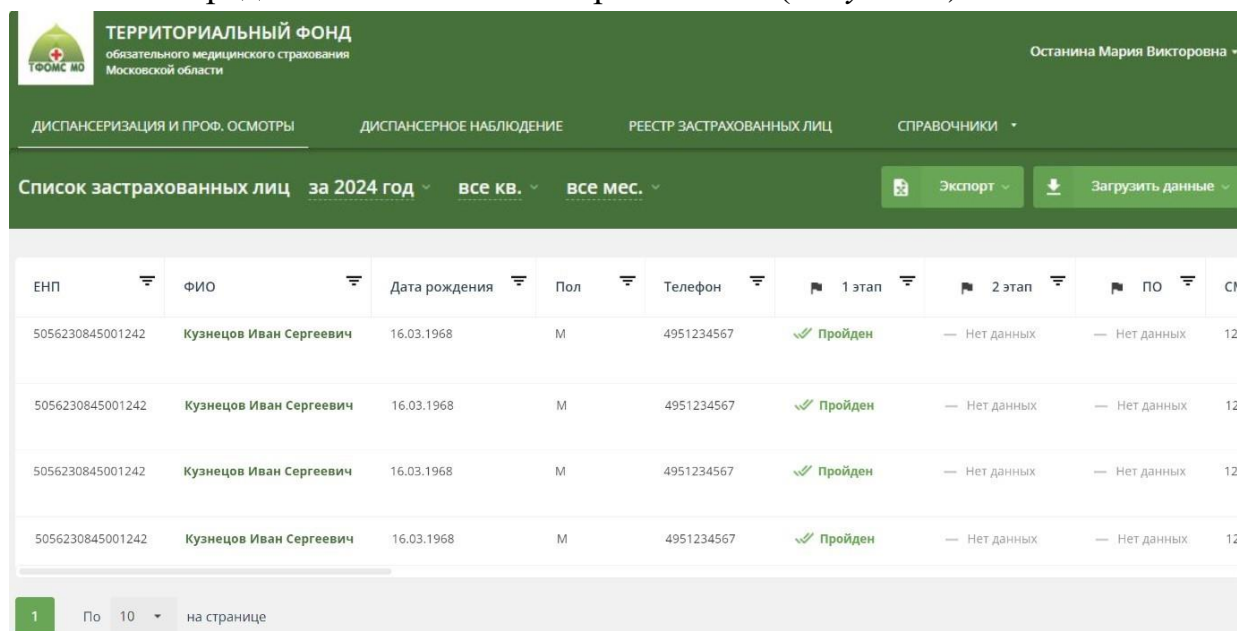 ТЕРРИТОРИАЛЬНЫЙ ФОНД
обязательного медицинского страхования
Московской области
ТФОМС МО
Останина Мария Викторовна
ДИСПАНСЕРИЗАЦИЯ И ПРОФ. ОСМОТРЫ ДИСПАНСЕРНОЕ НАБЛЮДЕНИЕ РЕЕСТР ЗАСТРАХОВАННЫХ ЛИЦ СПРАВОЧНИКИ
Список застрахованных лиц за 2024 год все кв. все мес. Экспорт Загрузить данные
ЕНП ФИО Дата рождения Пол Телефон 1 этап 2 этап ПО
5056230845001242 Кузнецов Иван Сергеевич 16.03.1968 М 4951234567 Пройден — Нет данных — Нет данных 12
5056230845001242 Кузнецов Иван Сергеевич 16.03.1968 М 4951234567 Пройден — Нет данных — Нет данных 12
5056230845001242 Кузнецов Иван Сергеевич 16.03.1968 М 4951234567 Пройден — Нет данных — Нет данных 12
5056230845001242 Кузнецов Иван Сергеевич 16.03.1968 М 4951234567 Пройден — Нет данных — Нет данных 12
1 По 10 на странице